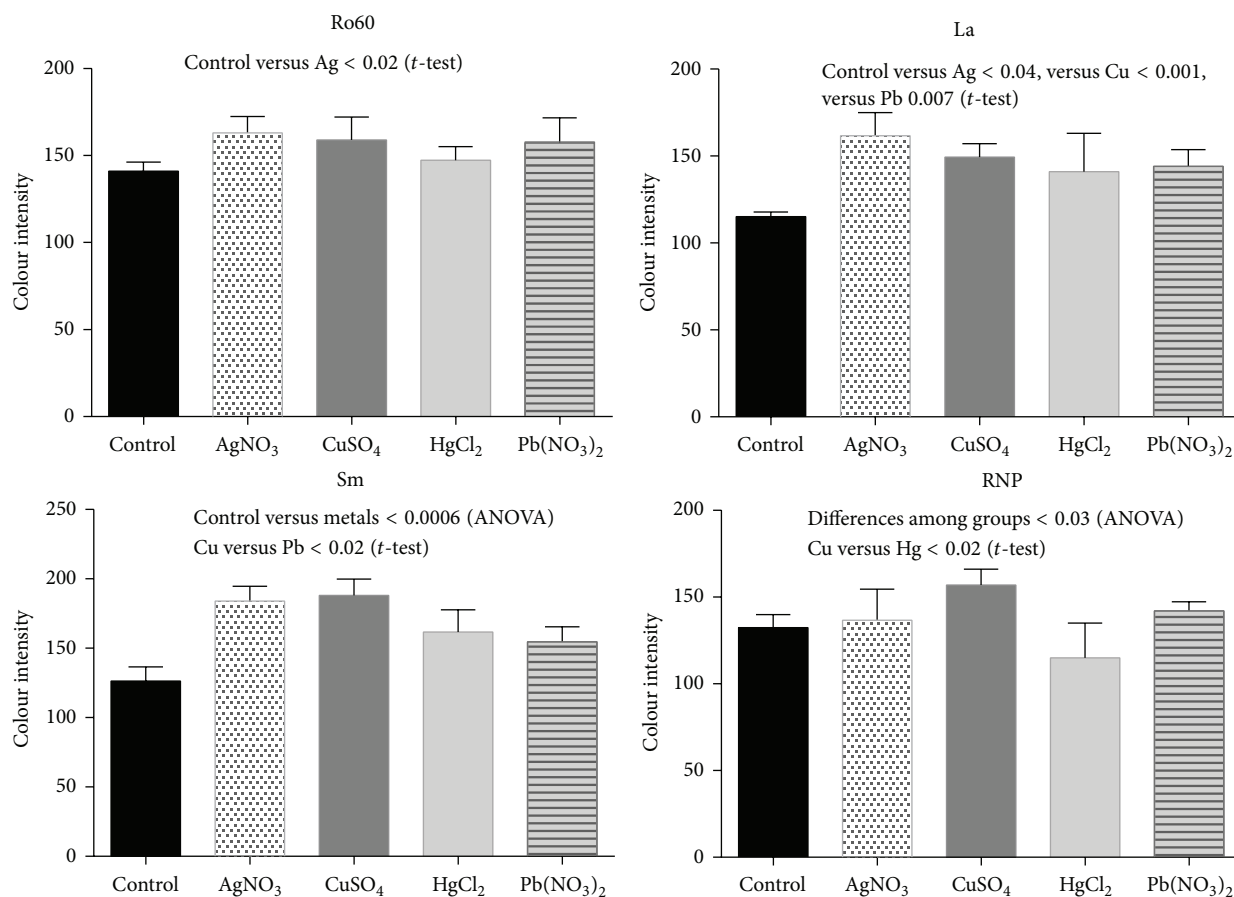 Ro60
Control versus Ag < 0.02 (t-test)
200
150
100
50
0
Colour intensity
Control
AgNO₃
CuSO₄
HgCl₂
Pb(NO₃)₂
La
Control versus Ag < 0.04, versus Cu < 0.001,
versus Pb 0.007 (t-test)
200
150
100
50
0
Colour intensity
Control
AgNO₃
CuSO₄
HgCl₂
Pb(NO₃)₂
Sm
Control versus metals < 0.0006 (ANOVA)
Cu versus Pb < 0.02 (t-test)
250
200
150
100
50
0
Colour intensity
Control
AgNO₃
CuSO₄
HgCl₂
Pb(NO₃)₂
RNP
Differences among groups < 0.03 (ANOVA)
Cu versus Hg < 0.02 (t-test)
200
150
100
50
0
Colour intensity
Control
AgNO₃
CuSO₄
HgCl₂
Pb(NO₃)₂